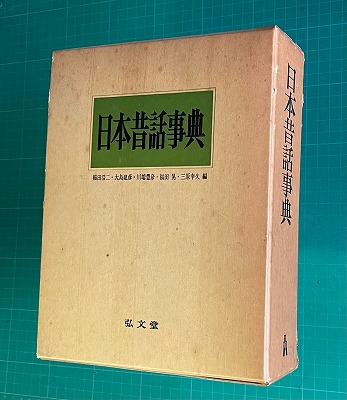 日本昔話事典
稲田浩二・大島建彦・川端豊彦・福田 晃・三原幸久 編
弘文堂
日本昔話事典